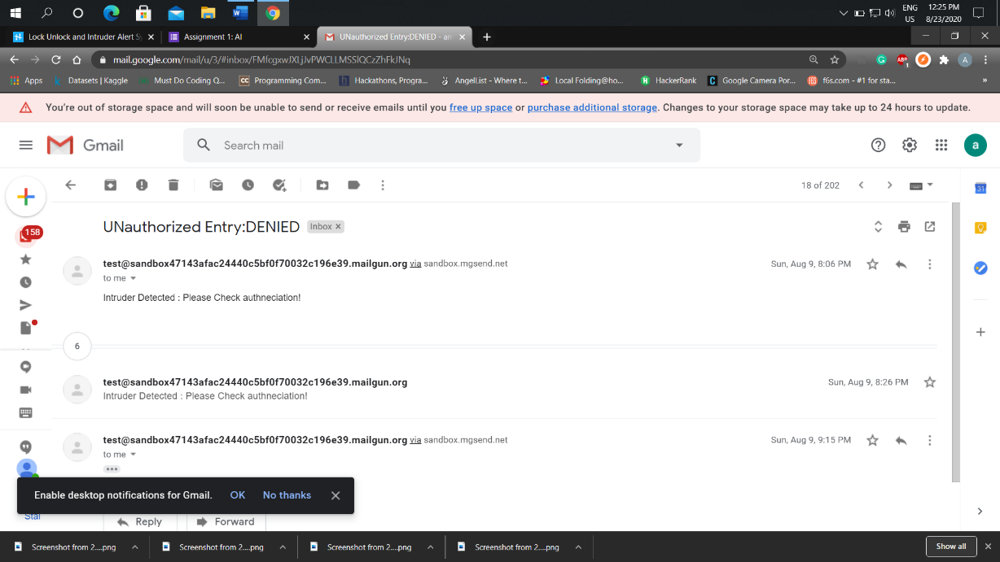 ENG
12:25 PM
US
8/23/2020
Lock Unlock and Intruder Alert Sy
Assignment 1: AI
UNauthorized Entry:DENIED - am
mail.google.com/mail/u/3/#inbox/FMfcgxwJXLjJvPWCLLMSSlQCzZhFkJNq
ABP
1
A
Apps
Datasets | Kaggle
Must Do Coding Q...
CC Programming Com...
Hackathons, Progra...
AngelList - Where t...
Local Folding@ho...
HackerRank
Google Camera Por...
f6s.com - #1 for sta...
»
You're out of storage space and will soon be unable to send or receive emails until you free up space or purchase additional storage. Changes to your storage space may take up to 24 hours to update.
Gmail
Search mail
a
18 of 202
31
158
UNauthorized Entry:DENIED
Inbox ×
test@sandbox47143afac24440c5bf0f70032c196e39.mailgun.org via sandbox.mgsend.net
Sun, Aug 9, 8:06 PM
to me
Intruder Detected : Please Check authneciation!
6
test@sandbox47143afac24440c5bf0f70032c196e39.mailgun.org
Sun, Aug 9, 8:26 PM
Intruder Detected : Please Check authneciation!
test@sandbox47143afac24440c5bf0f70032c196e39.mailgun.org via sandbox.mgsend.net
Sun, Aug 9, 9:15 PM
to me
Enable desktop notifications for Gmail. OK No thanks
Reply
Forward
Screenshot from 2....png
Screenshot from 2....png
Screenshot from 2....png
Screenshot from 2....png
Show all